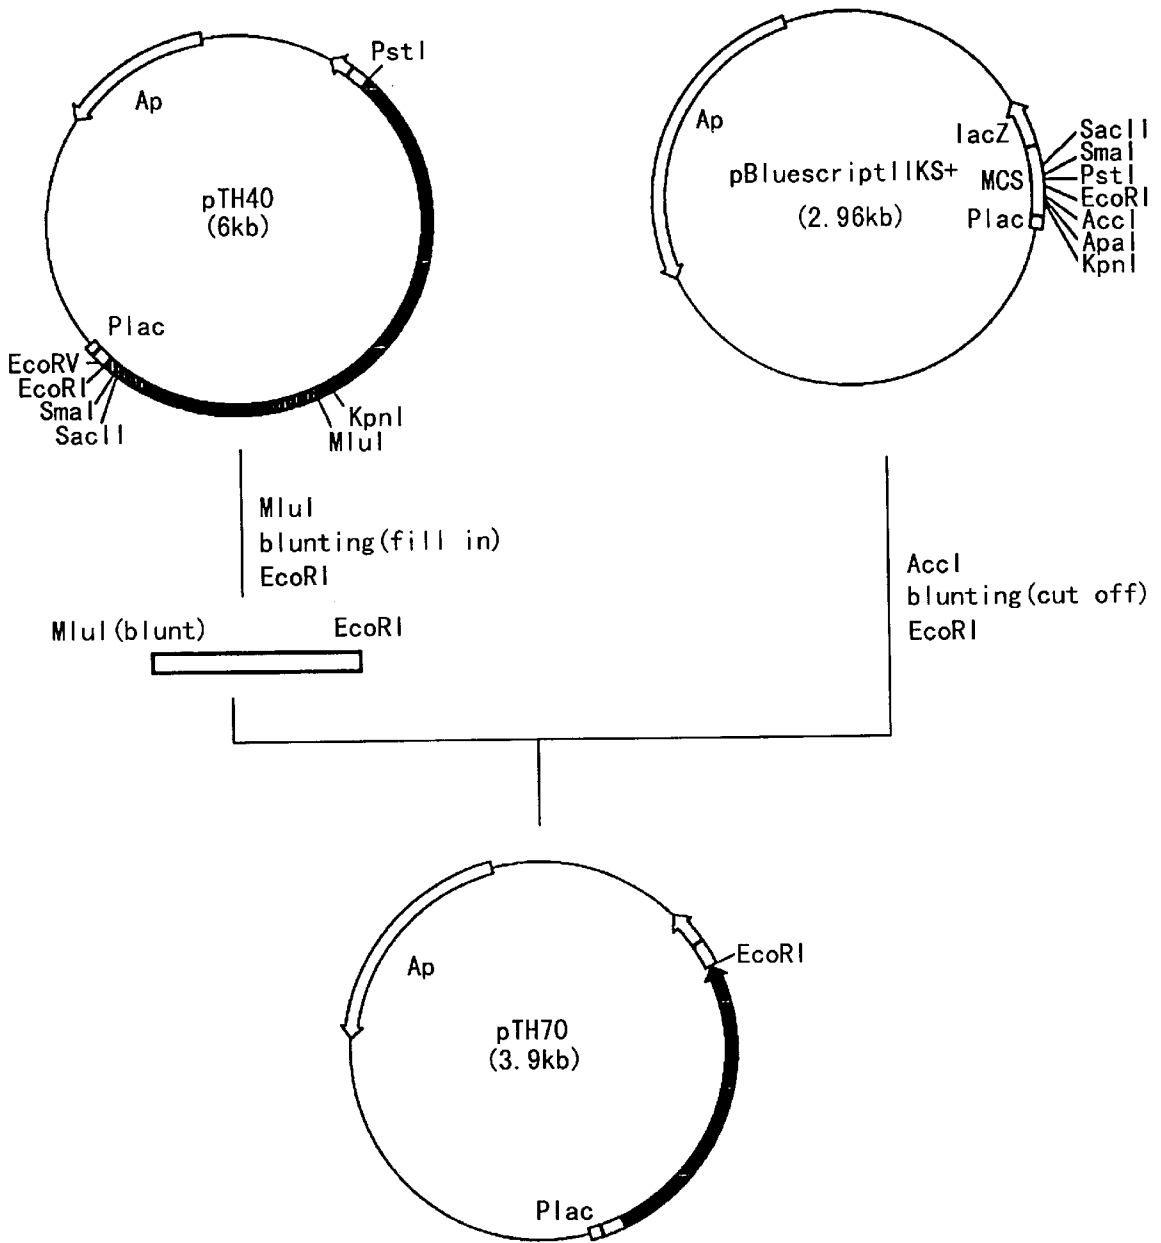 PstI
Ap
pTH40
(6kb)
Plac
EcoRV
EcoRI
SmaI
SacII
KpnI
MluI
Ap
lacZ
pBluescriptIIKS+
(2.96kb)
MCS
Plac
SacII
SmaI
PstI
EcoRI
AccI
ApaI
KpnI
MluI
blunting(fill in)
EcoRI
AccI
blunting(cut off)
EcoRI
MluI(blunt) EcoRI
Ap
EcoRI
pTH70
(3.9kb)
Plac